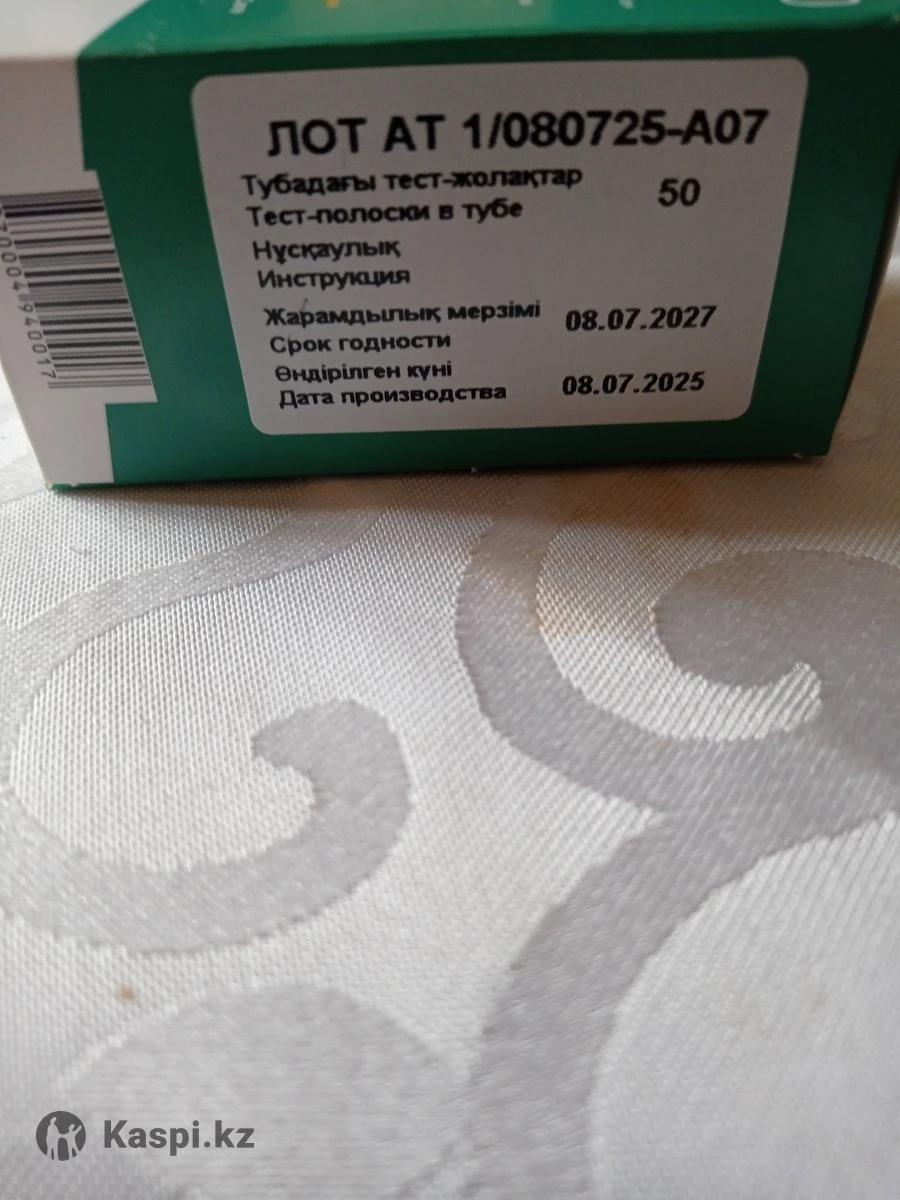 ЛОТ АТ 1/080725-А07
Тубадағы тест-жолақтар 50
Тест-полоски в тубе
Нұсқаулық
Инструкция
Жарамдылық мерзімі 08.07.2027
Срок годности
Өндірілген күні
Дата производства 08.07.2025
Kaspi.kz